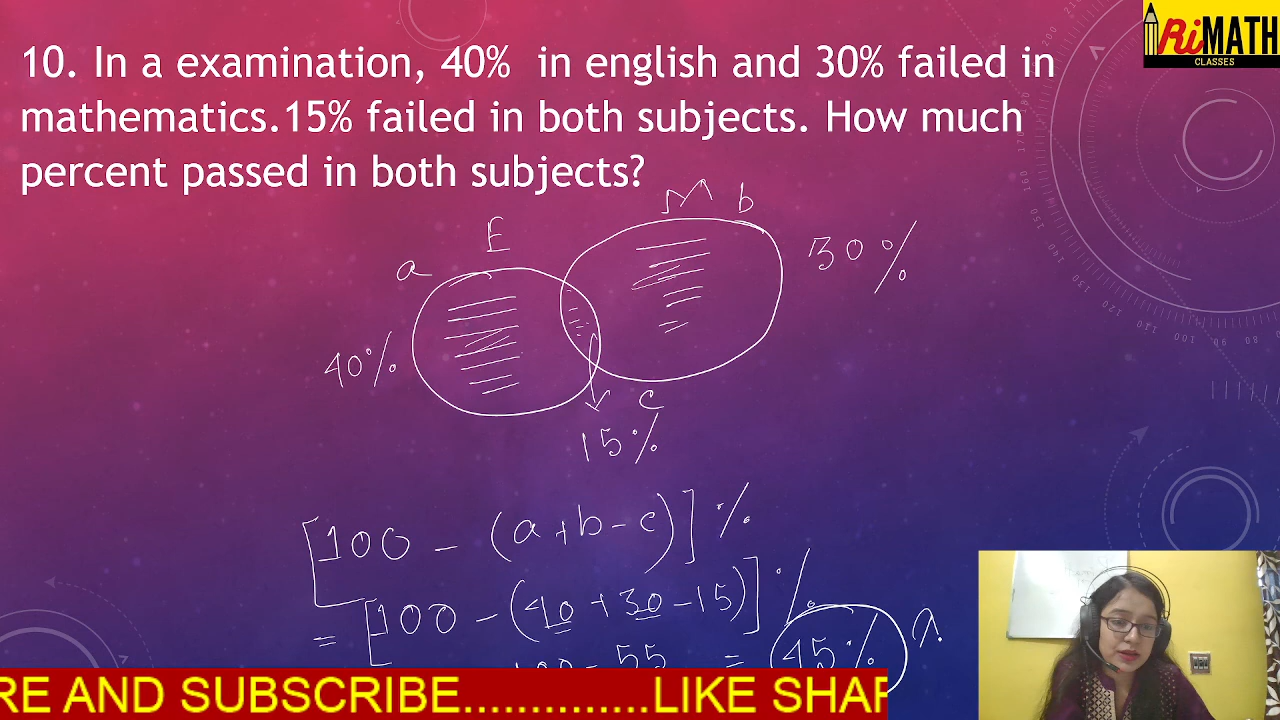 RiMATH
CLASSES
10. In a examination, 40%  in english and 30% failed in
mathematics.15% failed in both subjects. How much
percent passed in both subjects?
E
M b
a
30%
40%
c
15%
[100 - (a+b-c)]%
= [100 - (40+30-15)]%
100 - 55 = 45%
RE AND SUBSCRIBE..............LIKE SHAR